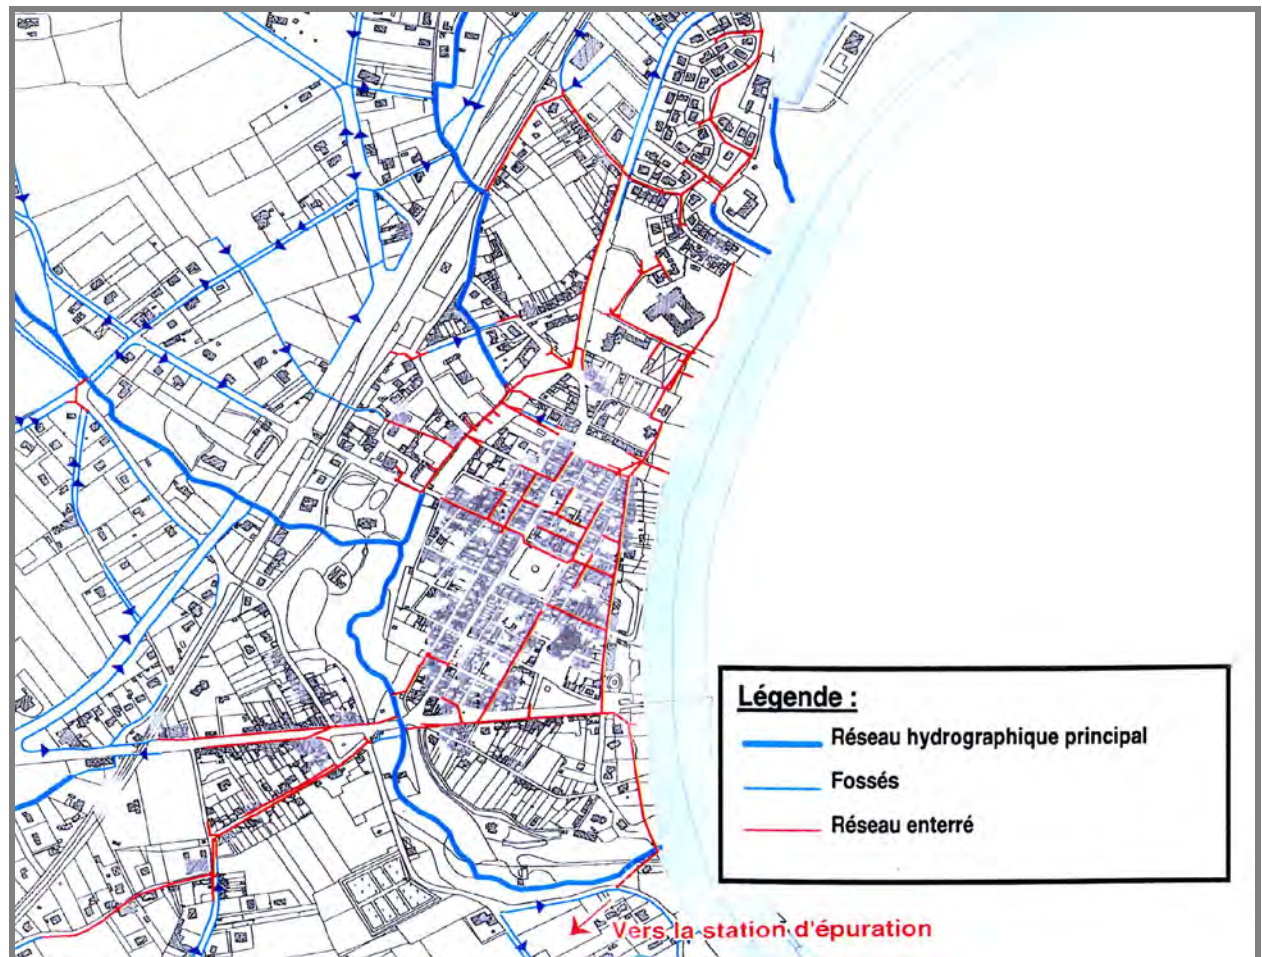 Légende :
Réseau hydrographique principal
Fossés
Réseau enterré
Vers la station d'épuration